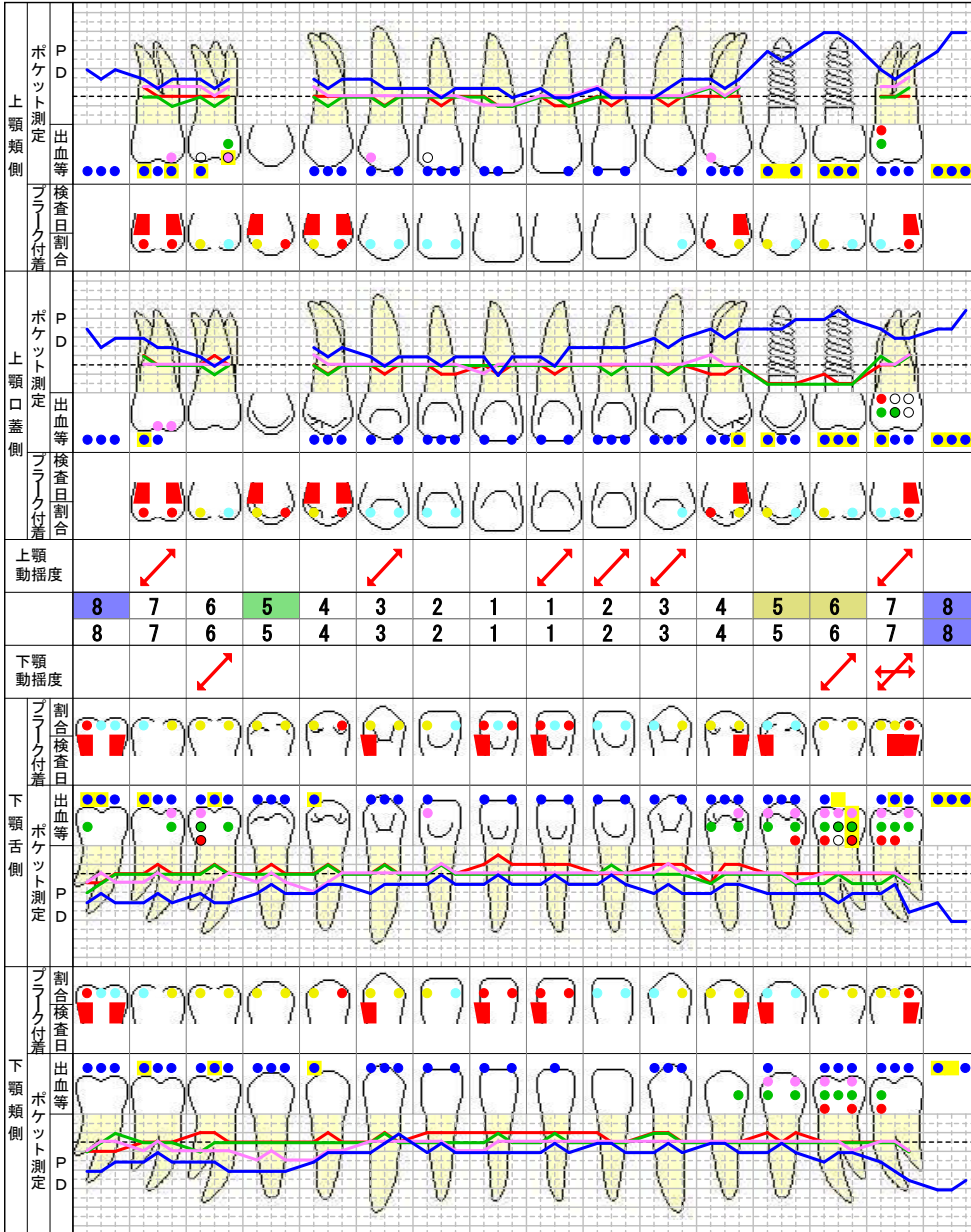 上顎頬側
ポケット測定
PD
出血等
プラーク付着
検査日
割合
上顎口蓋側
ポケット測定
PD
出血等
プラーク付着
検査日
割合
上顎
動揺度
8 7 6 5 4 3 2 1 1 2 3 4 5 6 7 8
8 7 6 5 4 3 2 1 1 2 3 4 5 6 7 8
下顎
動揺度
下顎舌側
プラーク付着
割合
検査日
出血等
ポケット測定
PD
下顎頬側
プラーク付着
割合
検査日
出血等
ポケット測定
PD